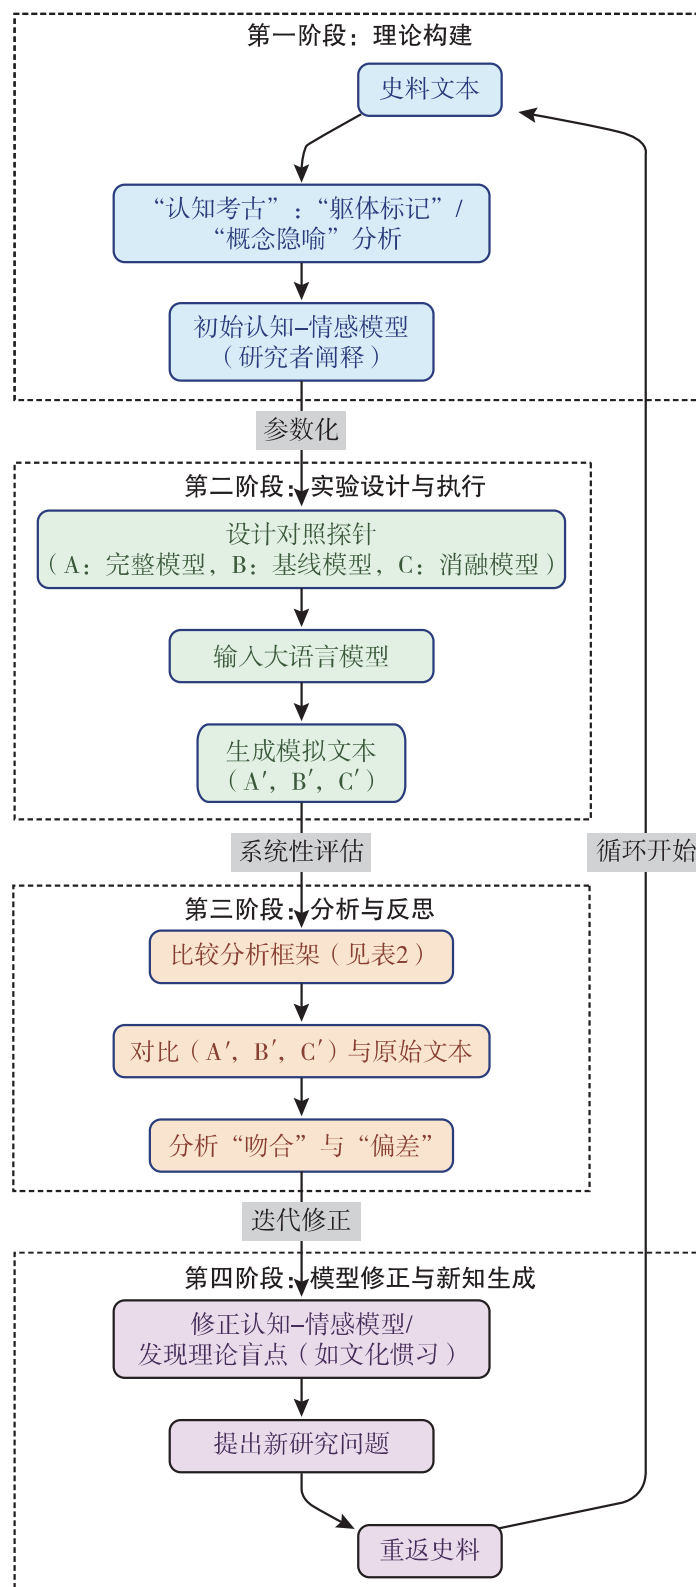 第一阶段：理论构建
史料文本
“认知考古”：“躯体标记”/
“概念隐喻”分析
初始认知–情感模型
（研究者阐释）
参数化
第二阶段：实验设计与执行
设计对照探针
（A：完整模型，B：基线模型，C：消融模型）
输入大语言模型
生成模拟文本
（A′，B′，C′）
系统性评估
循环开始
第三阶段：分析与反思
比较分析框架（见表2）
对比（A′，B′，C′）与原始文本
分析“吻合”与“偏差”
迭代修正
第四阶段：模型修正与新知生成
修正认知–情感模型/
发现理论盲点（如文化惯习）
提出新研究问题
重返史料